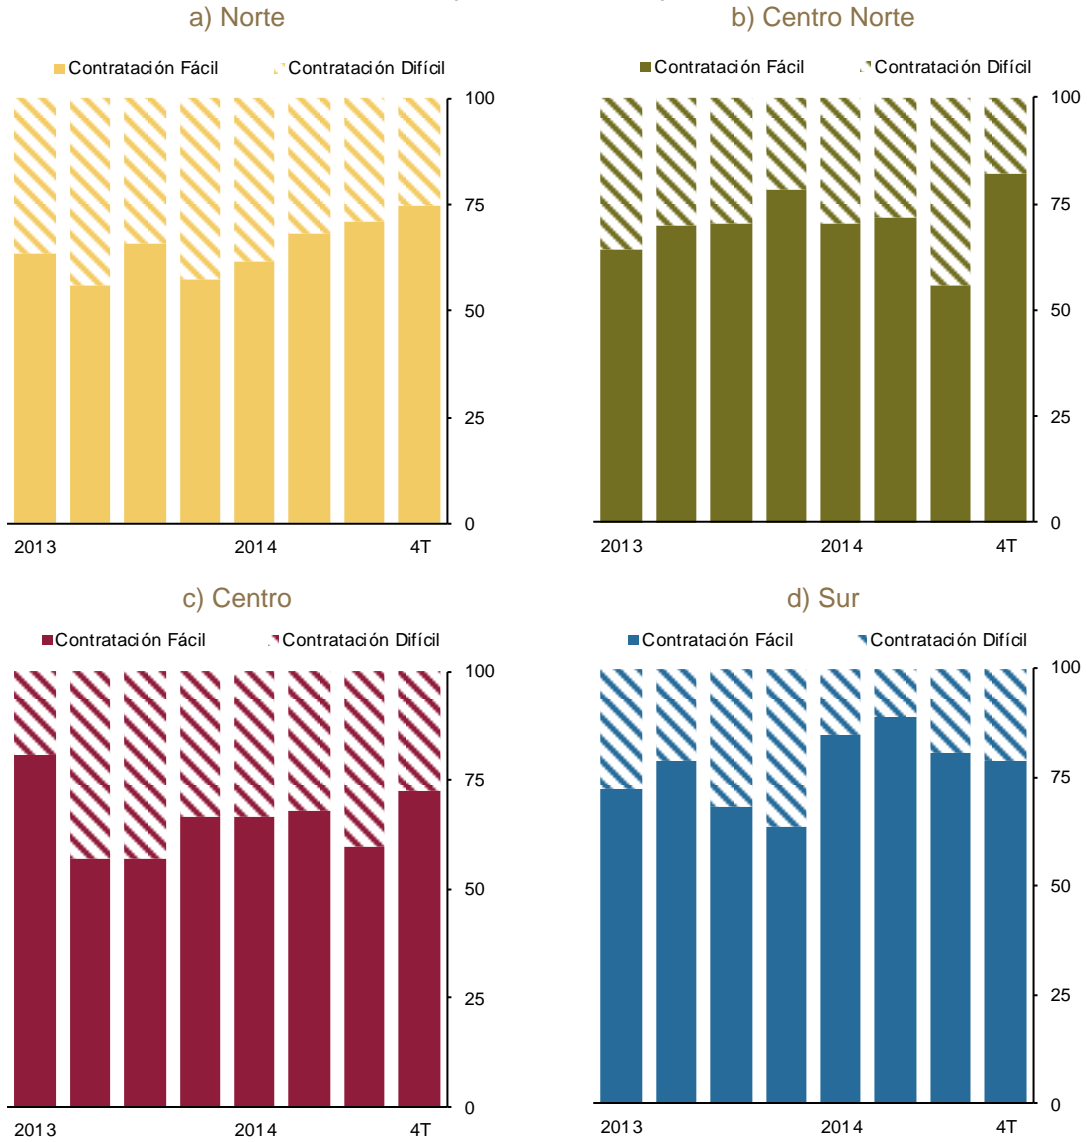 a) Norte
b) Centro Norte
Contratación Fácil
Contratación Difícil
Contratación Fácil
Contratación Difícil
100
75
50
25
0
100
75
50
25
0
2013
2014
4T
2013
2014
4T
c) Centro
d) Sur
Contratación Fácil
Contratación Difícil
Contratación Fácil
Contratación Difícil
100
75
50
25
0
100
75
50
25
0
2013
2014
4T
2013
2014
4T